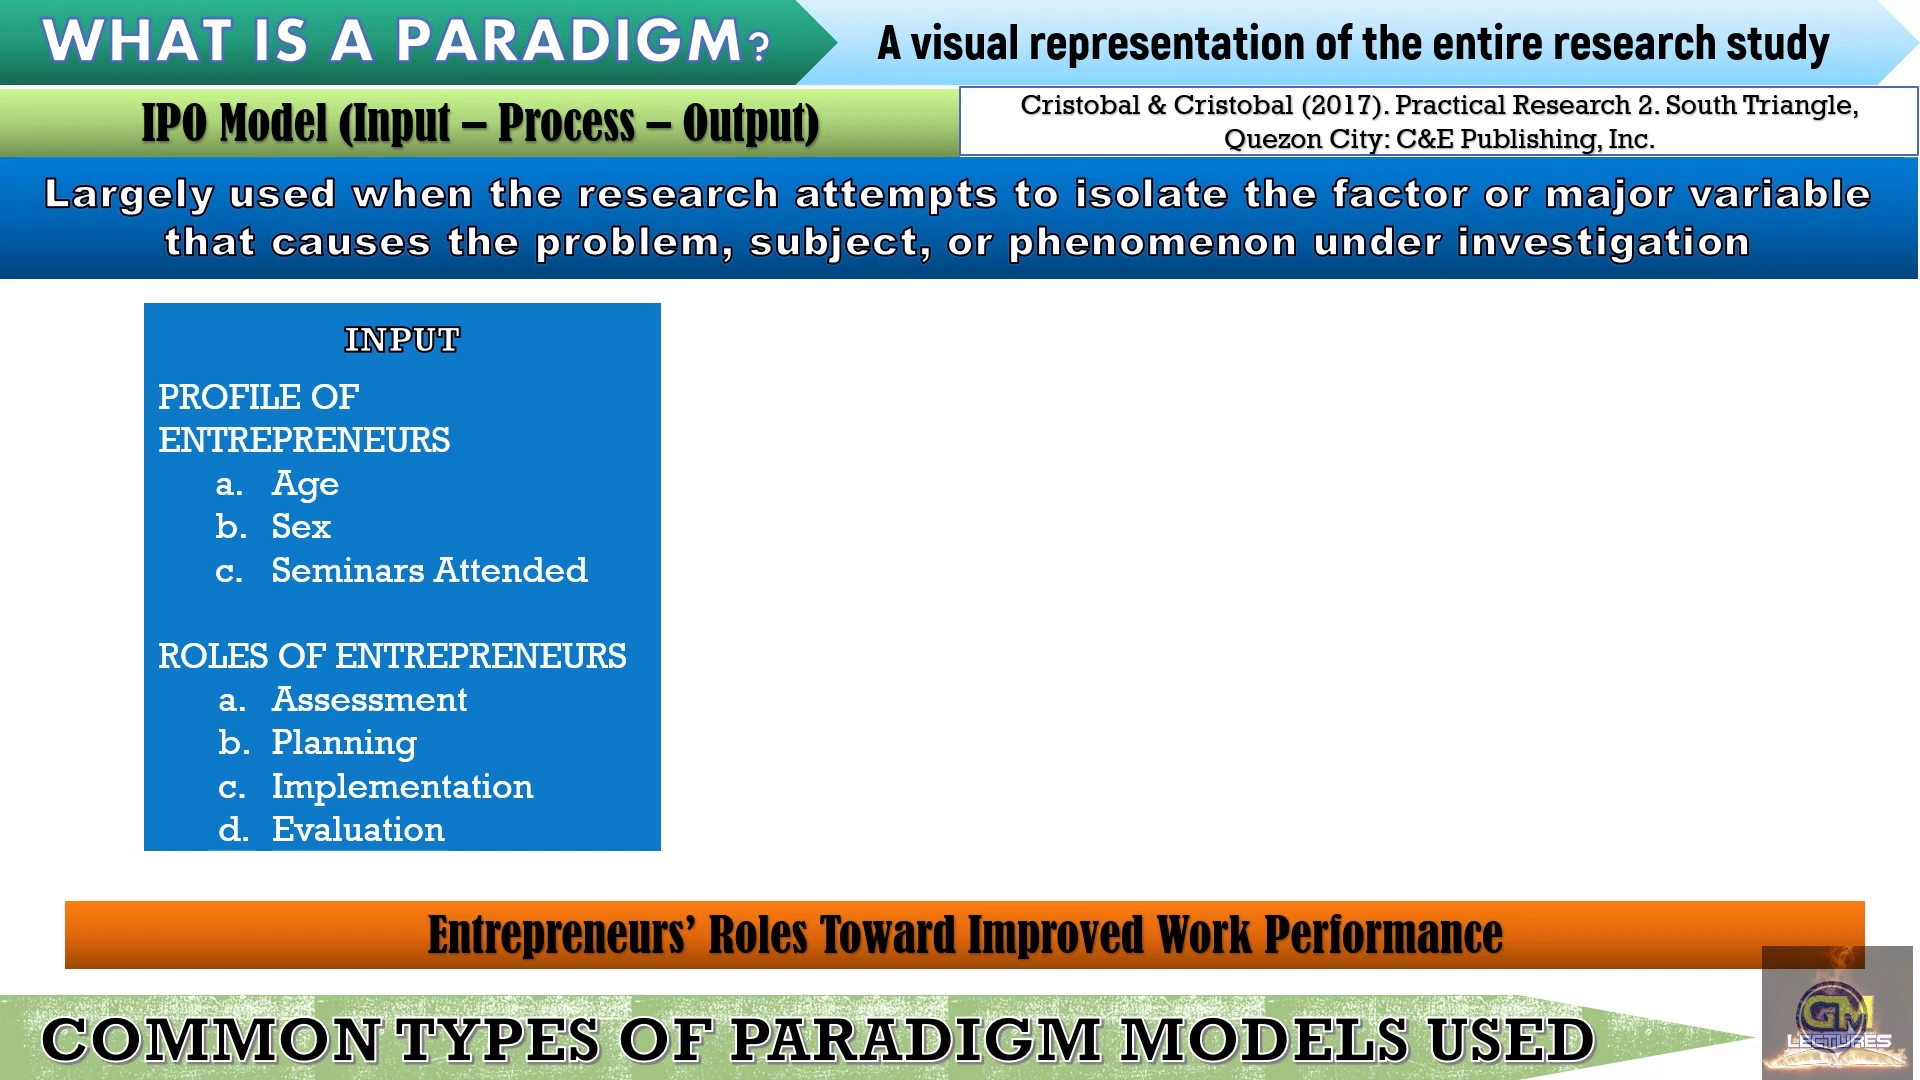 WHAT IS A PARADIGM?
A visual representation of the entire research study
IPO Model (Input – Process – Output)
Cristobal & Cristobal (2017). Practical Research 2. South Triangle,
Quezon City: C&E Publishing, Inc.
Largely used when the research attempts to isolate the factor or major variable
that causes the problem, subject, or phenomenon under investigation
INPUT
PROFILE OF
ENTREPRENEURS
a. Age
b. Sex
c. Seminars Attended
ROLES OF ENTREPRENEURS
a. Assessment
b. Planning
c. Implementation
d. Evaluation
Entrepreneurs’ Roles Toward Improved Work Performance
COMMON TYPES OF PARADIGM MODELS USED
GM
LECTURES